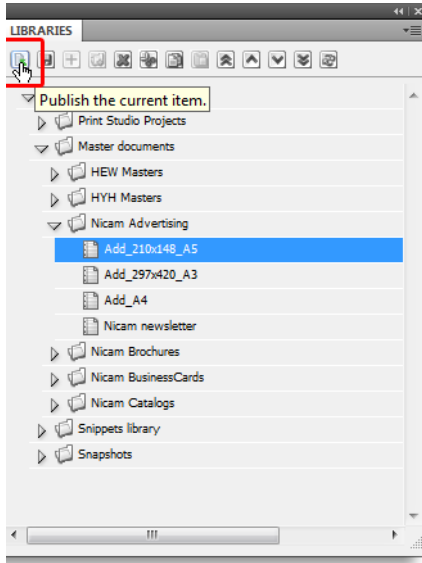 LIBRARIES
Publish the current item.
Print Studio Projects
Master documents
HEW Masters
HYH Masters
Nicam Advertising
Add_210x148_A5
Add_297x420_A3
Add_A4
Nicam newsletter
Nicam Brochures
Nicam BusinessCards
Nicam Catalogs
Snippets library
Snapshots